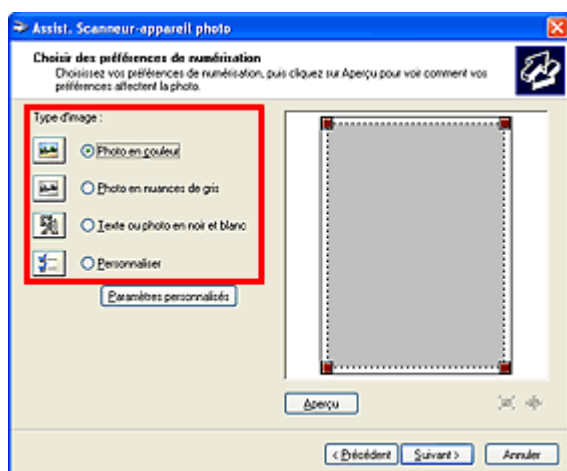 Assist. Scanneur-appareil photo
Choisir des préférences de numérisation
Choisissez vos préférences de numérisation, puis cliquez sur Aperçu pour voir comment vos
préférences affectent la photo.
Type d'image :
Photo en couleur
Photo en nuances de gris
Texte ou photo en noir et blanc
Personnaliser
Paramètres personnalisés
Aperçu
< Précédent Suivant > Annuler